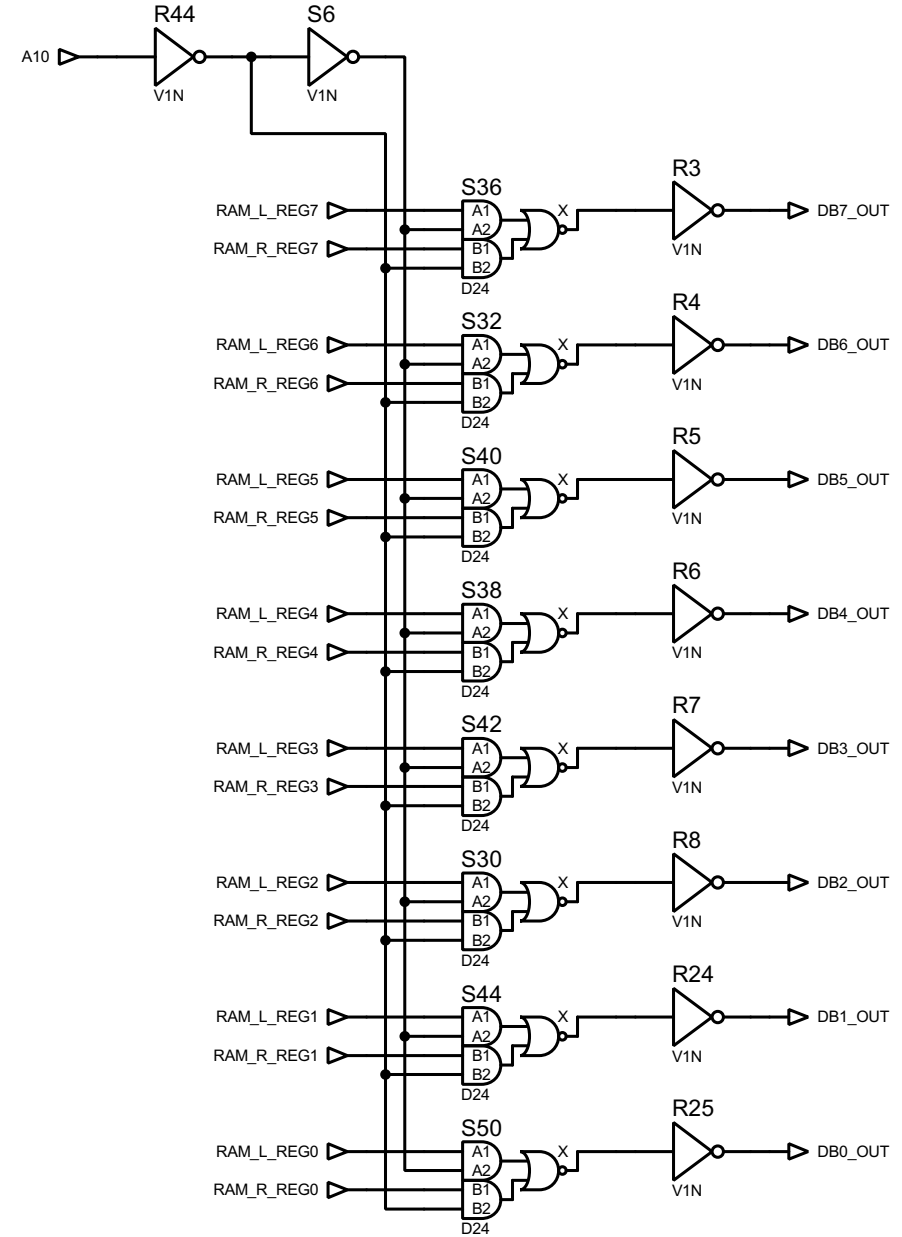 R44 S6
A10
V1N V1N
S36 R3
RAM_L_REG7 A1 X DB7_OUT
A2
RAM_R_REG7 B1 V1N
B2
D24
S32 R4
RAM_L_REG6 A1 X DB6_OUT
A2
RAM_R_REG6 B1 V1N
B2
D24
S40 R5
RAM_L_REG5 A1 X DB5_OUT
A2
RAM_R_REG5 B1 V1N
B2
D24
S38 R6
RAM_L_REG4 A1 X DB4_OUT
A2
RAM_R_REG4 B1 V1N
B2
D24
S42 R7
RAM_L_REG3 A1 X DB3_OUT
A2
RAM_R_REG3 B1 V1N
B2
D24
S30 R8
RAM_L_REG2 A1 X DB2_OUT
A2
RAM_R_REG2 B1 V1N
B2
D24
S44 R24
RAM_L_REG1 A1 X DB1_OUT
A2
RAM_R_REG1 B1 V1N
B2
D24
S50 R25
RAM_L_REG0 A1 X DB0_OUT
A2
RAM_R_REG0 B1 V1N
B2
D24